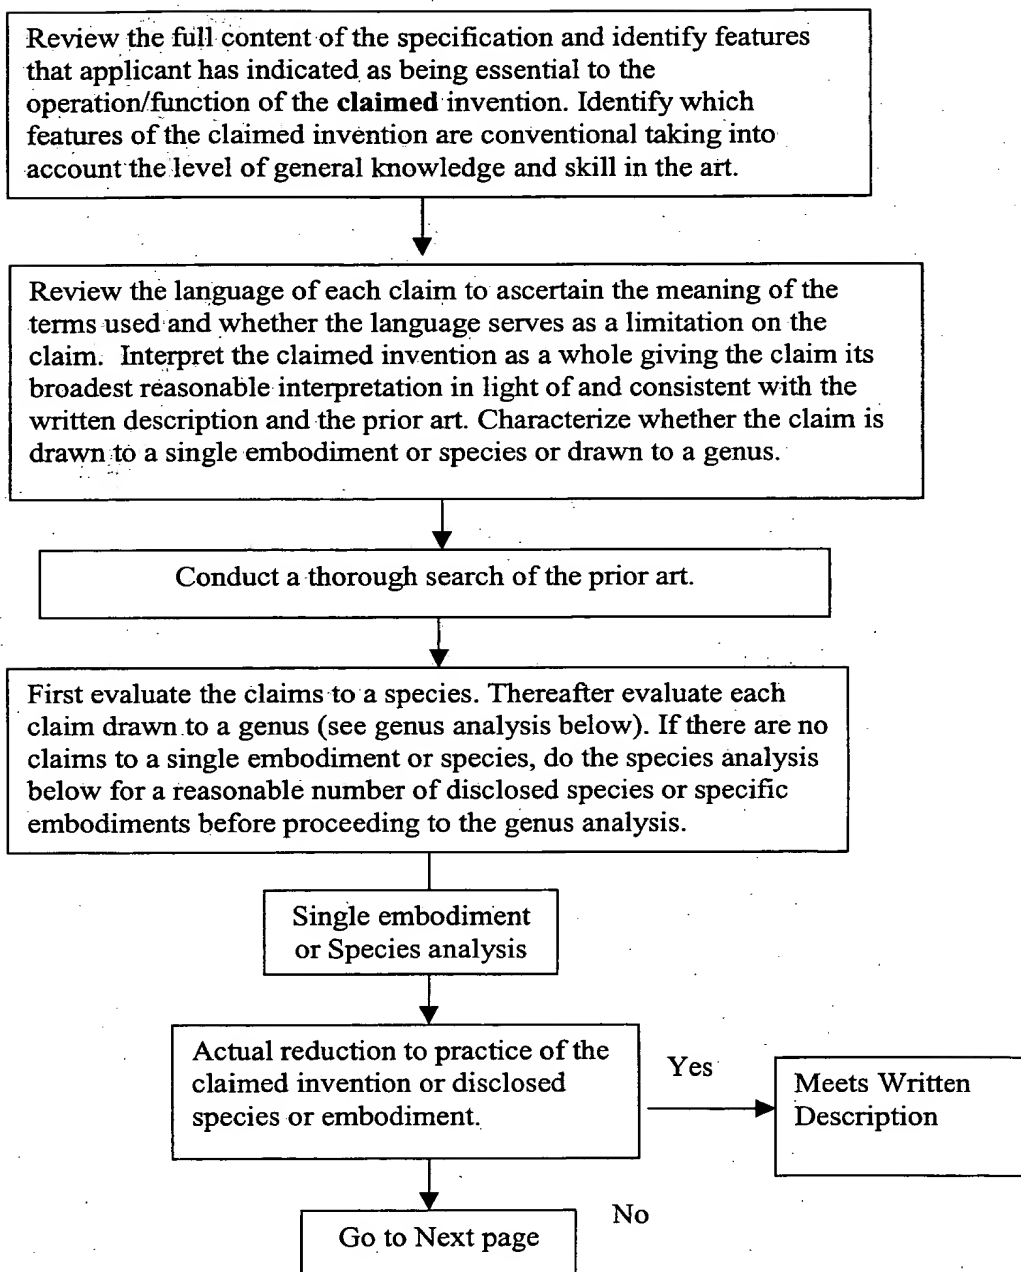 Review the full content of the specification and identify features
that applicant has indicated as being essential to the
operation/function of the claimed invention. Identify which
features of the claimed invention are conventional taking into
account the level of general knowledge and skill in the art.
Review the language of each claim to ascertain the meaning of the
terms used and whether the language serves as a limitation on the
claim. Interpret the claimed invention as a whole giving the claim its
broadest reasonable interpretation in light of and consistent with the
written description and the prior art. Characterize whether the claim is
drawn to a single embodiment or species or drawn to a genus.
Conduct a thorough search of the prior art.
First evaluate the claims to a species. Thereafter evaluate each
claim drawn to a genus (see genus analysis below). If there are no
claims to a single embodiment or species, do the species analysis
below for a reasonable number of disclosed species or specific
embodiments before proceeding to the genus analysis.
Single embodiment
or Species analysis
Actual reduction to practice of the
claimed invention or disclosed
species or embodiment.
Yes
Meets Written
Description
No
Go to Next page